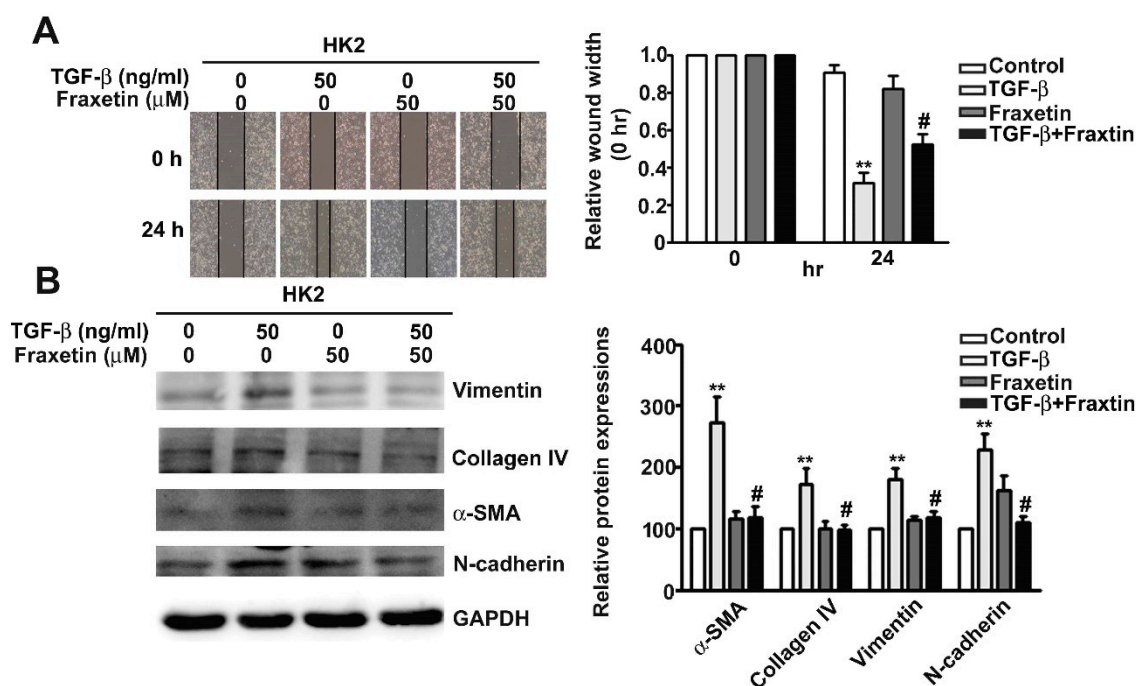 A
HK2
TGF-β (ng/ml) 0 50 0 50
Fraxetin (μM) 0 0 50 50
0 h
24 h
Relative wound width
(0 hr)
1.0
0.8
0.6
0.4
0.2
0
**
#
0 24
hr
Control
TGF-β
Fraxetin
TGF-β+Fraxtin
B
HK2
TGF-β (ng/ml) 0 50 0 50
Fraxetin (μM) 0 0 50 50
Vimentin
Collagen IV
α-SMA
N-cadherin
GAPDH
Relative protein expressions
400
300
200
100
0
** # ** # ** # ** #
α-SMA
Collagen IV
Vimentin
N-cadherin
Control
TGF-β
Fraxetin
TGF-β+Fraxtin